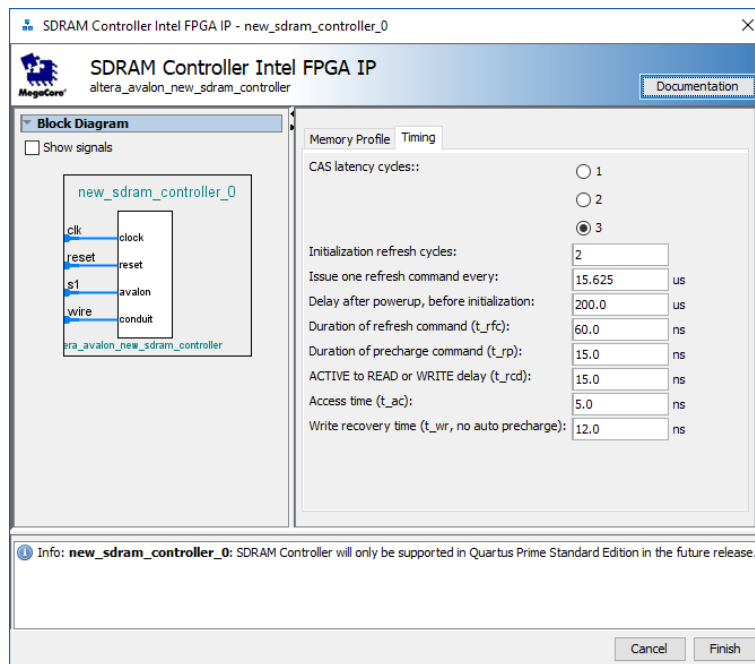 SDRAM Controller Intel FPGA IP - new_sdram_controller_0
SDRAM Controller Intel FPGA IP
altera_avalon_new_sdram_controller
MegaCore®
Documentation
Block Diagram
Show signals
new_sdram_controller_0
clk
clock
reset
reset
s1
avalon
wire
conduit
era_avalon_new_sdram_controller
Memory Profile Timing
CAS latency cycles::
1
2
3
Initialization refresh cycles: 2
Issue one refresh command every: 15.625 us
Delay after powerup, before initialization: 200.0 us
Duration of refresh command (t_rfc): 60.0 ns
Duration of precharge command (t_rp): 15.0 ns
ACTIVE to READ or WRITE delay (t_rcd): 15.0 ns
Access time (t_ac): 5.0 ns
Write recovery time (t_wr, no auto precharge): 12.0 ns
Info: new_sdram_controller_0: SDRAM Controller will only be supported in Quartus Prime Standard Edition in the future release.
Cancel Finish